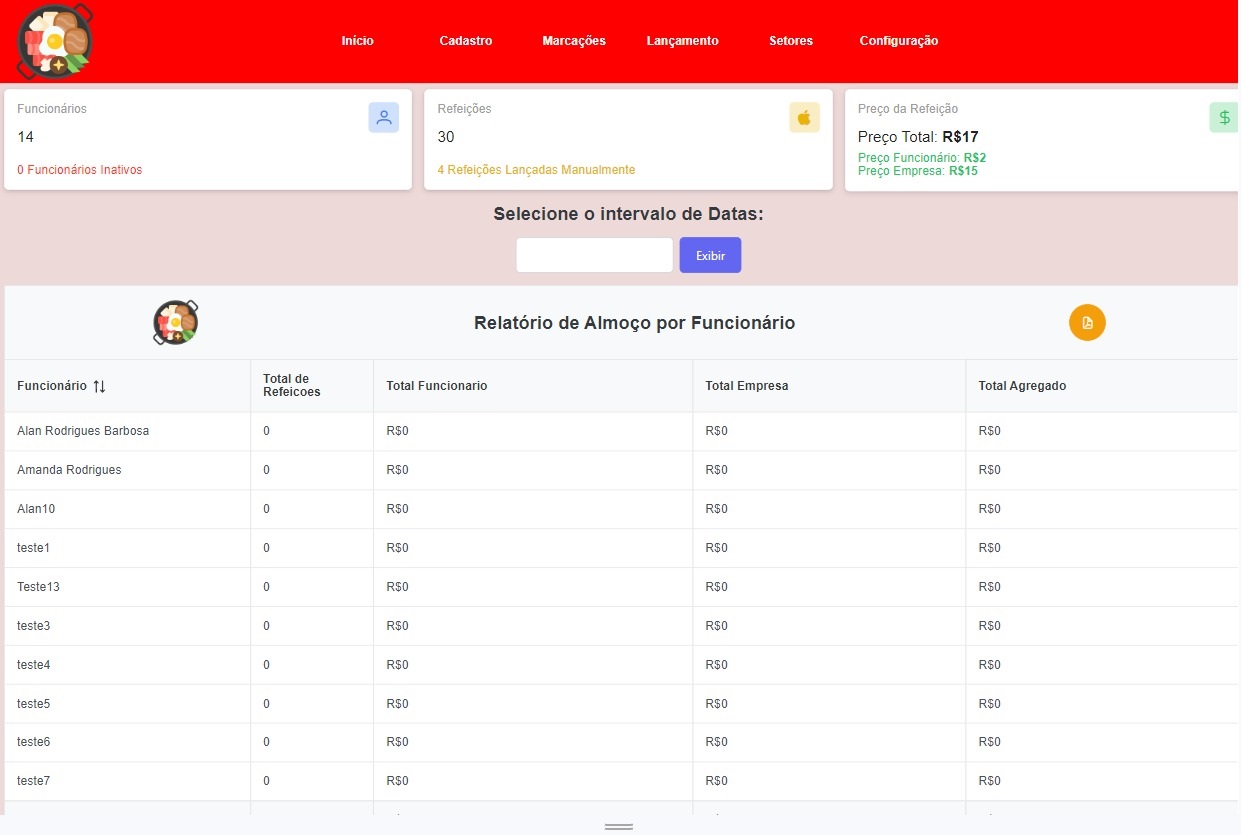 Início Cadastro Marcações Lançamento Setores Configuração
Funcionários
14
0 Funcionários Inativos
Refeições
30
4 Refeições Lançadas Manualmente
Preço da Refeição
Preço Total: R$17
Preço Funcionário: R$2
Preço Empresa: R$15
Selecione o intervalo de Datas:
Exibir
Relatório de Almoço por Funcionário
Funcionário Total de Refeicoes Total Funcionario Total Empresa Total Agregado
Alan Rodrigues Barbosa 0 R$0 R$0 R$0
Amanda Rodrigues 0 R$0 R$0 R$0
Alan10 0 R$0 R$0 R$0
teste1 0 R$0 R$0 R$0
Teste13 0 R$0 R$0 R$0
teste3 0 R$0 R$0 R$0
teste4 0 R$0 R$0 R$0
teste5 0 R$0 R$0 R$0
teste6 0 R$0 R$0 R$0
teste7 0 R$0 R$0 R$0